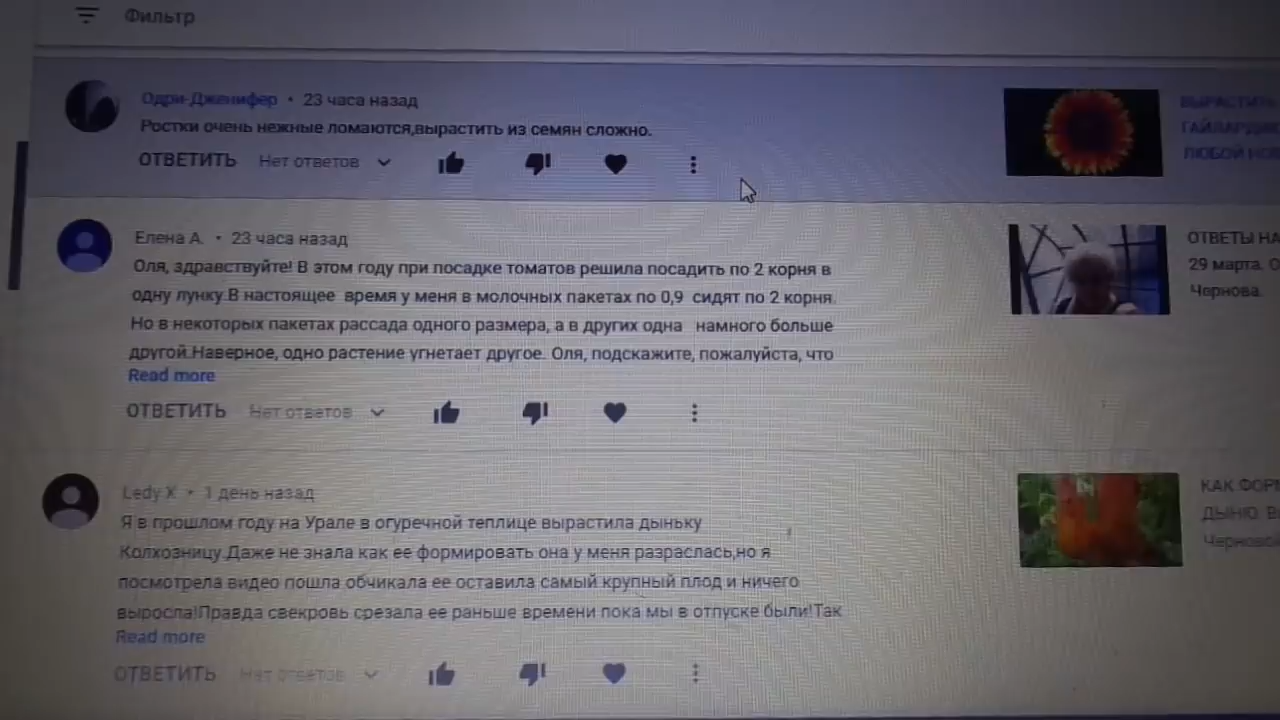 Фильтр
Одри-Дженифер • 23 часа назад
Ростки очень нежные ломаются,вырастить из семян сложно.
ОТВЕТИТЬ Нет ответов
ВЫРАСТИТЬ
ГАЙЛАРДИ
ЛЮБОЙ НОВ
Елена А. • 23 часа назад
Оля, здравствуйте! В этом году при посадке томатов решила посадить по 2 корня в
одну лунку.В настоящее время у меня в молочных пакетах по 0,9 сидят по 2 корня.
Но в некоторых пакетах рассада одного размера, а в других одна намного больше
другой.Наверное, одно растение угнетает другое. Оля, подскажите, пожалуйста, что
Read more
ОТВЕТИТЬ Нет ответов
ОТВЕТЫ НА
29 марта. О
Чернова.
Ledy X • 1 день назад
Я в прошлом году на Урале в огуречной теплице вырастила дыньку
Колхозницу.Даже не знала как ее формировать она у меня разраслась,но я
посмотрела видео пошла обчикала ее оставила самый крупный плод и ничего
выросла!Правда свекровь срезала ее раньше времени пока мы в отпуске были!Так
Read more
ОТВЕТИТЬ Нет ответов
КАК ФОРМ
ДЫНЮ. В
Черновой